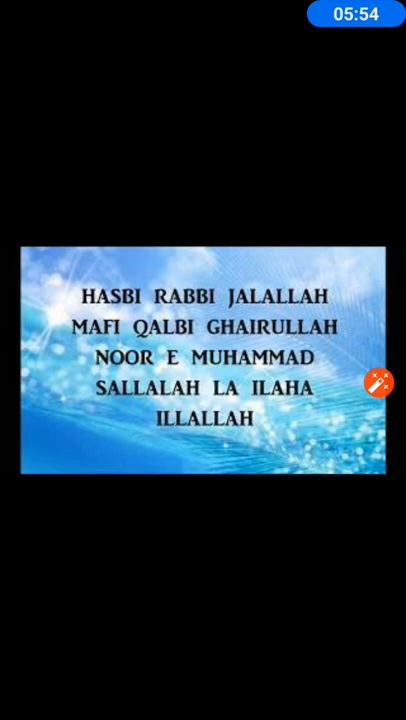 05:54
HASBI RABBI JALALLAH
MAFI QALBI GHAIRULLAH
NOOR E MUHAMMAD
SALLALAH LA ILAHA
ILLALLAH